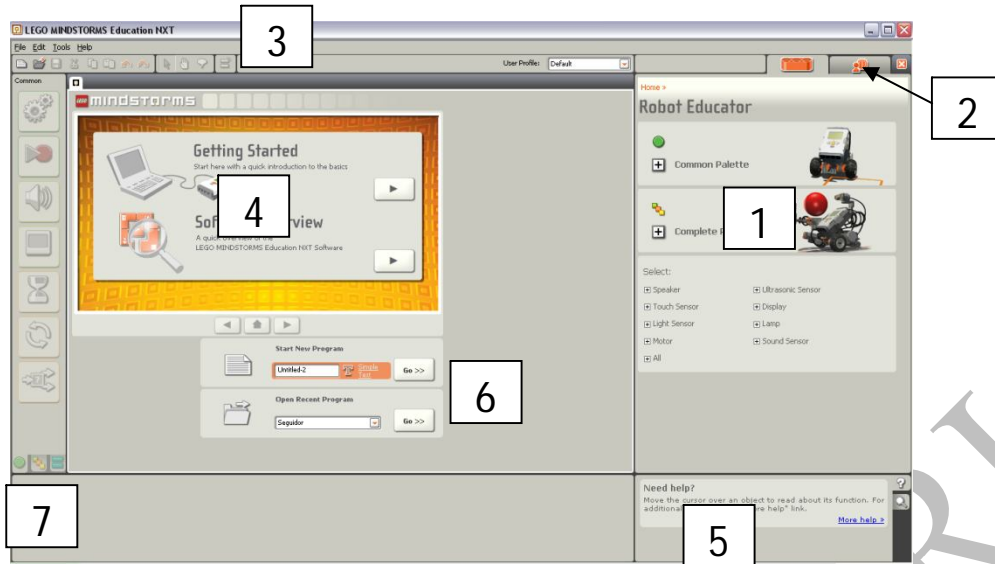 LEGO MINDSTORMS Education NXT
File Edit Tools Help
3
User Profile: Default
2
Common
mindstorms
Getting Started
Start here with a quick introduction to the basics
4
A quick overview of the
LEGO MINDSTORMS Education NXT Software
Start New Program
Untitled-2
Go >>
Open Recent Program
Seguidor
Go >>
6
Home >
Robot Educator
Common Palette
1
Complete
Select:
Speaker Ultrasonic Sensor
Touch Sensor Display
Light Sensor Lamp
Motor Sound Sensor
All
7
Need help?
Move the cursor over an object to read about its function. For
additional help" link.
More help »
5